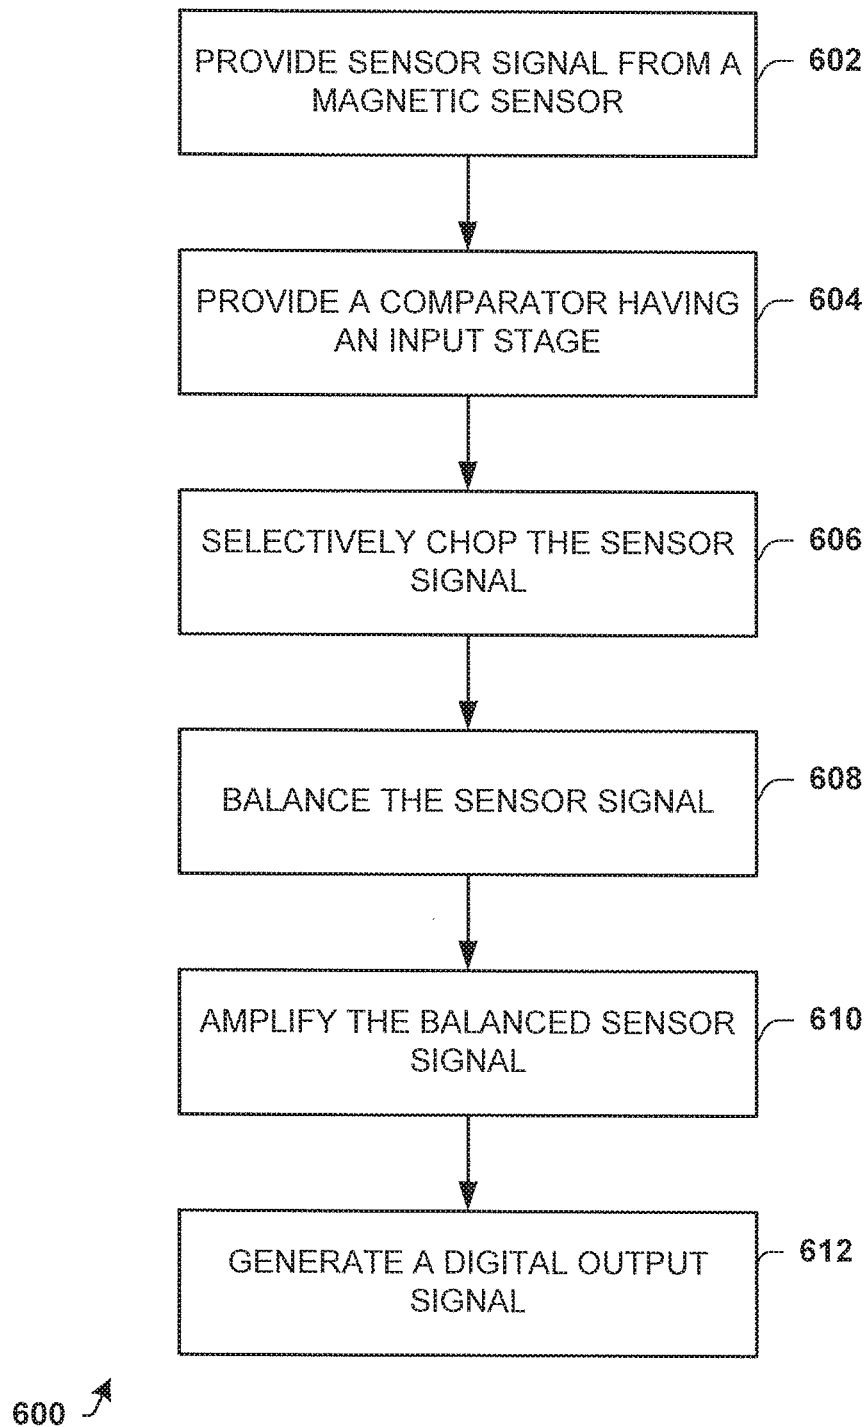 PROVIDE SENSOR SIGNAL FROM A
MAGNETIC SENSOR
602
PROVIDE A COMPARATOR HAVING
AN INPUT STAGE
604
SELECTIVELY CHOP THE SENSOR
SIGNAL
606
BALANCE THE SENSOR SIGNAL
608
AMPLIFY THE BALANCED SENSOR
SIGNAL
610
GENERATE A DIGITAL OUTPUT
SIGNAL
612
600